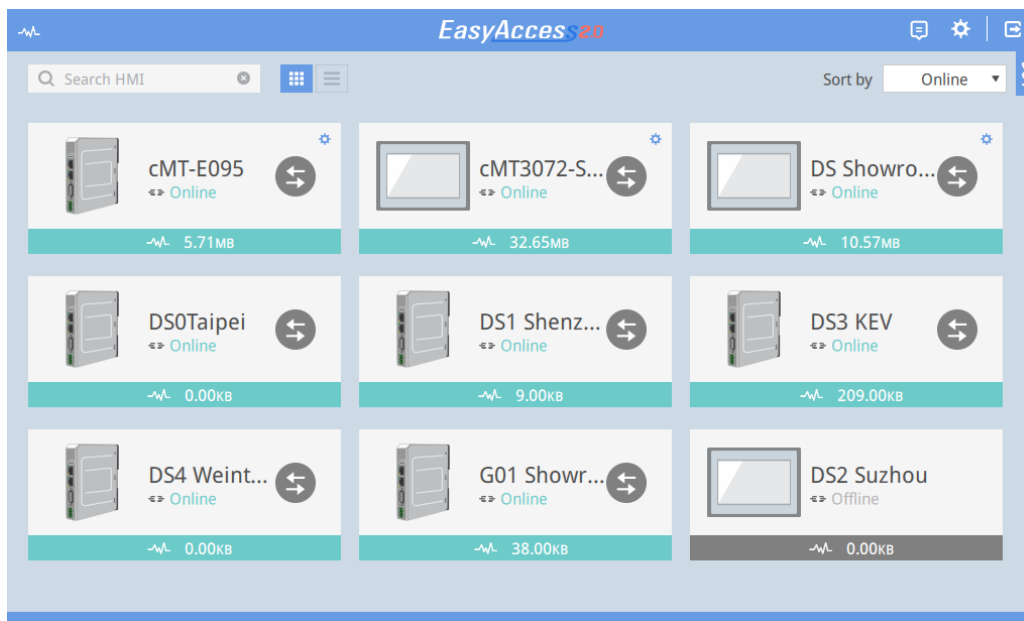 EasyAccess2.0
Search HMI
Sort by Online
cMT-E095
Online
5.71MB
cMT3072-S...
Online
32.65MB
DS Showro...
Online
10.57MB
DS0Taipei
Online
0.00KB
DS1 Shenz...
Online
9.00KB
DS3 KEV
Online
209.00KB
DS4 Weint...
Online
0.00KB
G01 Showr...
Online
38.00KB
DS2 Suzhou
Offline
0.00KB